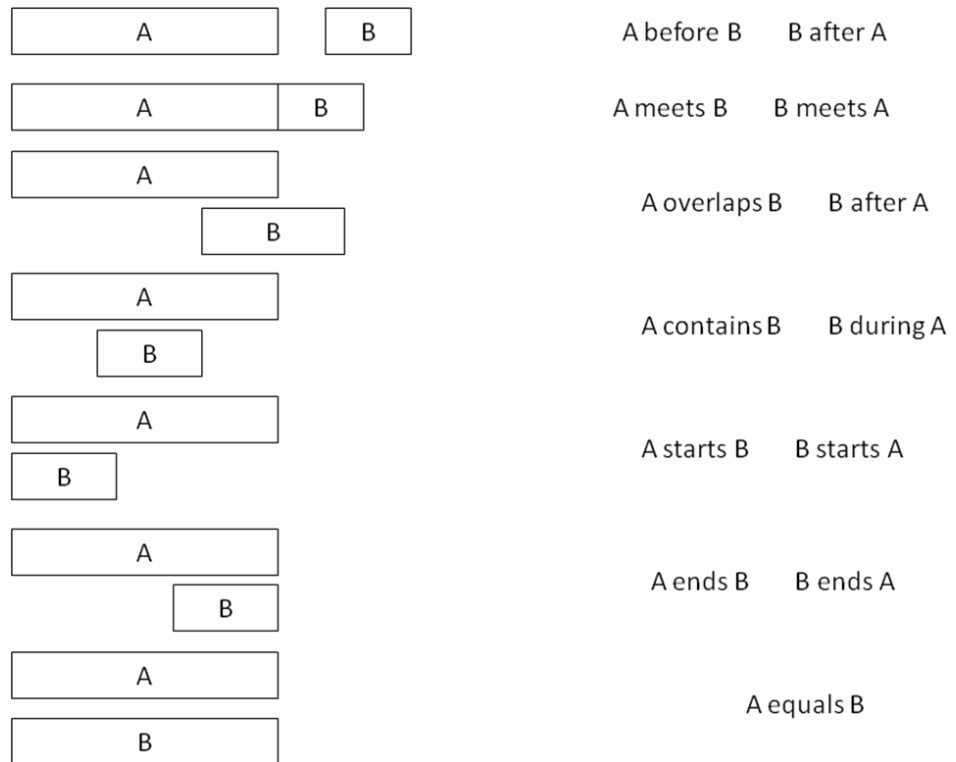 A B A before B B after A
A B A meets B B meets A
A
A overlaps B B after A
B
A
A contains B B during A
B
A
A starts B B starts A
B
A
A ends B B ends A
B
A
A equals B
B